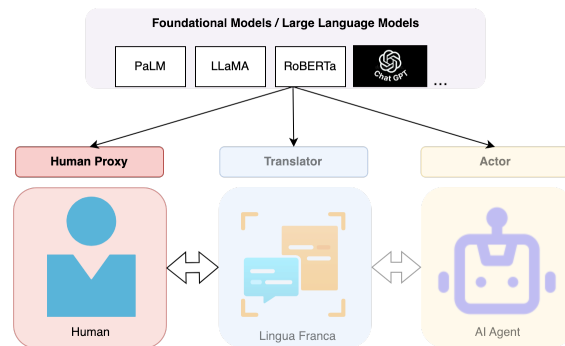 Foundational Models / Large Language Models
PaLM
LLaMA
RoBERTa
Chat GPT
...
Human Proxy
Translator
Actor
Human
Lingua Franca
AI Agent